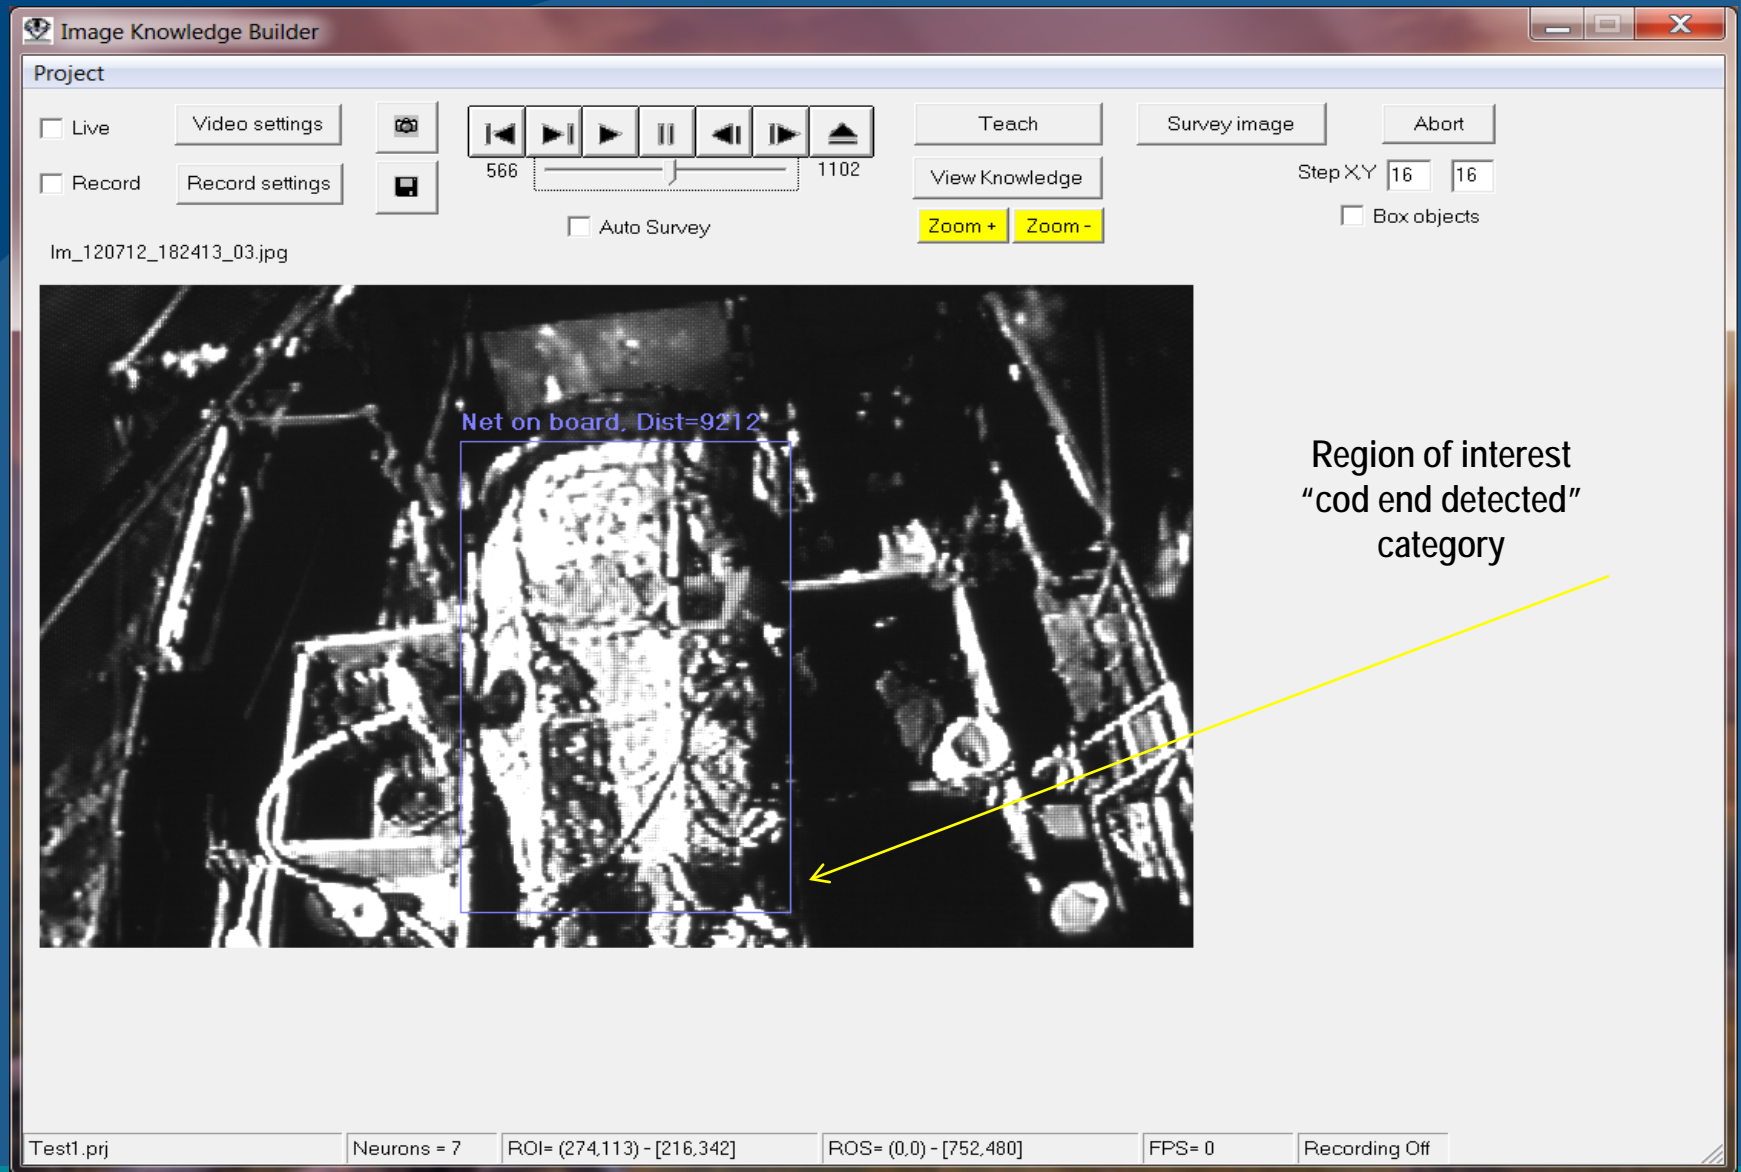 Image Knowledge Builder
Project
Live
Video settings
Teach
Survey image
Abort
566
1102
Record
Record settings
View Knowledge
Step X,Y 16 16
Auto Survey
Zoom + Zoom -
Box objects
Im_120712_182413_03.jpg
Net on board, Dist=9212
Region of interest
“cod end detected”
category
Test1.prj
Neurons = 7
ROI= (274,113) - [216,342]
ROS= (0,0) - [752,480]
FPS= 0
Recording Off